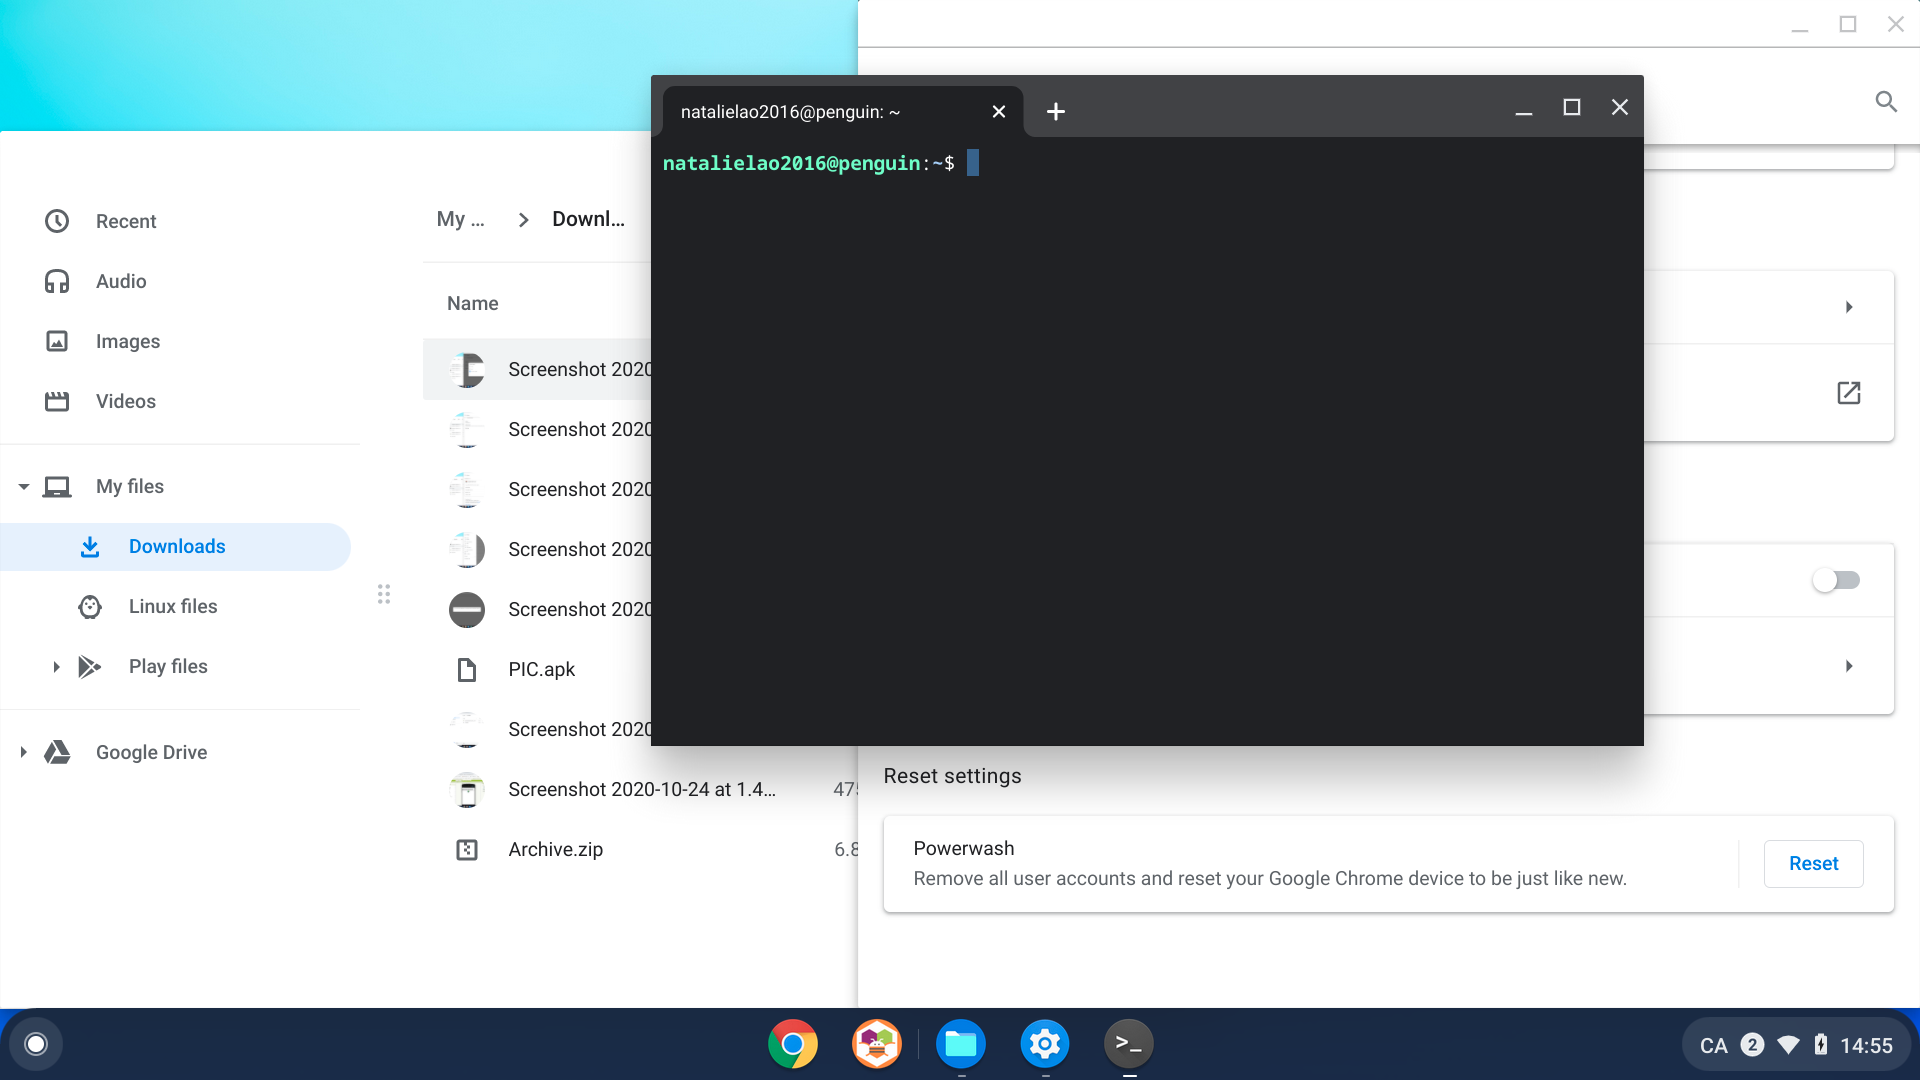 natalielao2016@penguin: ~
natalielao2016@penguin:~$
Recent
Audio
Images
Videos
My files
Downloads
Linux files
Play files
Google Drive
My ... > Downl...
Name
Screenshot 2020
Screenshot 2020
Screenshot 2020
Screenshot 2020
Screenshot 2020
PIC.apk
Screenshot 2020
Screenshot 2020-10-24 at 1.4... 475
Archive.zip 6.8
Reset settings
Powerwash
Remove all user accounts and reset your Google Chrome device to be just like new.
Reset
>_
CA 2 14:55